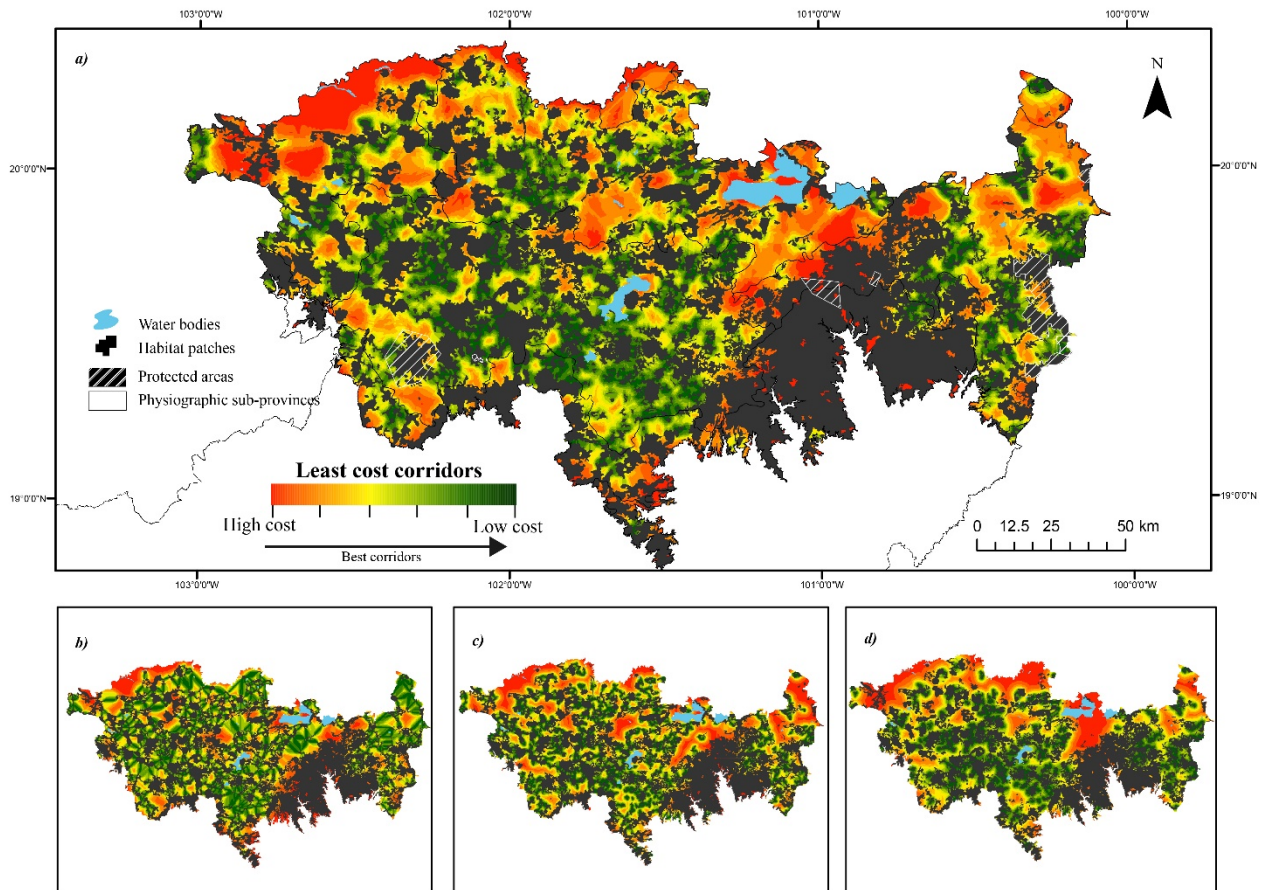 103°0'0"W 102°0'0"W 101°0'0"W 100°0'0"W
a)
N
20°0'0"N 20°0'0"N
Water bodies
Habitat patches
Protected areas
Physiographic sub-provinces
Least cost corridors
High cost Low cost
Best corridors
19°0'0"N 19°0'0"N
0 12.5 25 50 km
103°0'0"W 102°0'0"W 101°0'0"W 100°0'0"W
b) c) d)